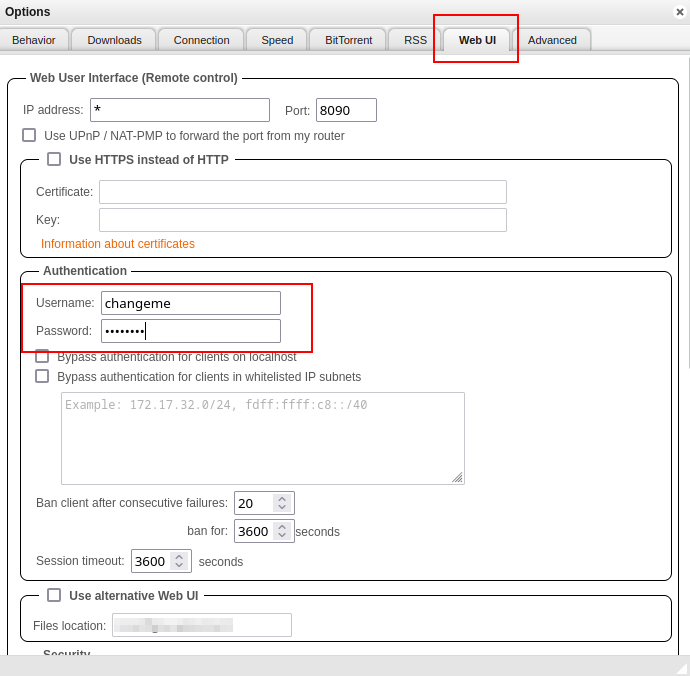 Options
Behavior Downloads Connection Speed BitTorrent RSS Web UI Advanced
Web User Interface (Remote control)
IP address: * Port: 8090
Use UPnP / NAT-PMP to forward the port from my router
Use HTTPS instead of HTTP
Certificate:
Key:
Information about certificates
Authentication
Username: changeme
Password: ••••••••
Bypass authentication for clients on localhost
Bypass authentication for clients in whitelisted IP subnets
Example: 172.17.32.0/24, fdff:ffff:c8::/40
Ban client after consecutive failures: 20
ban for: 3600 seconds
Session timeout: 3600 seconds
Use alternative Web UI
Files location:
Security